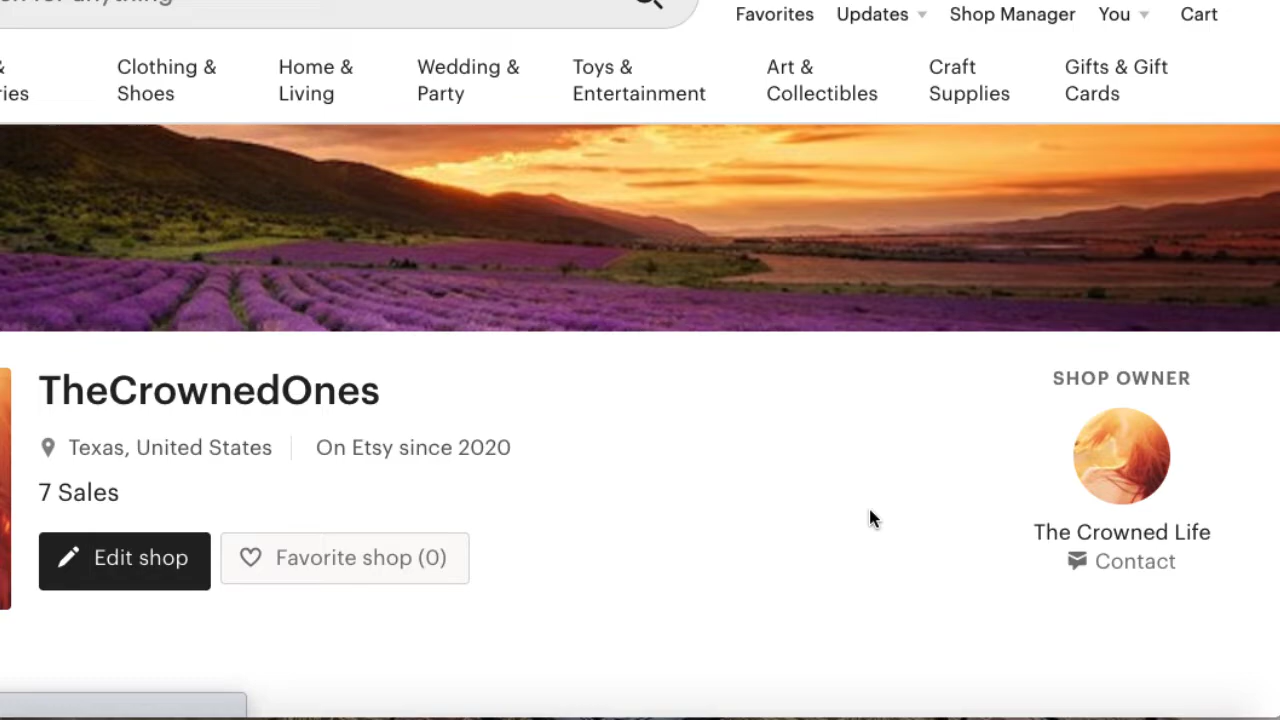 Favorites Updates Shop Manager You Cart
Clothing & Home & Wedding & Toys & Art & Craft Gifts & Gift
Shoes Living Party Entertainment Collectibles Supplies Cards
TheCrownedOnes
SHOP OWNER
Texas, United States On Etsy since 2020
7 Sales
The Crowned Life
Edit shop Favorite shop (0)
Contact